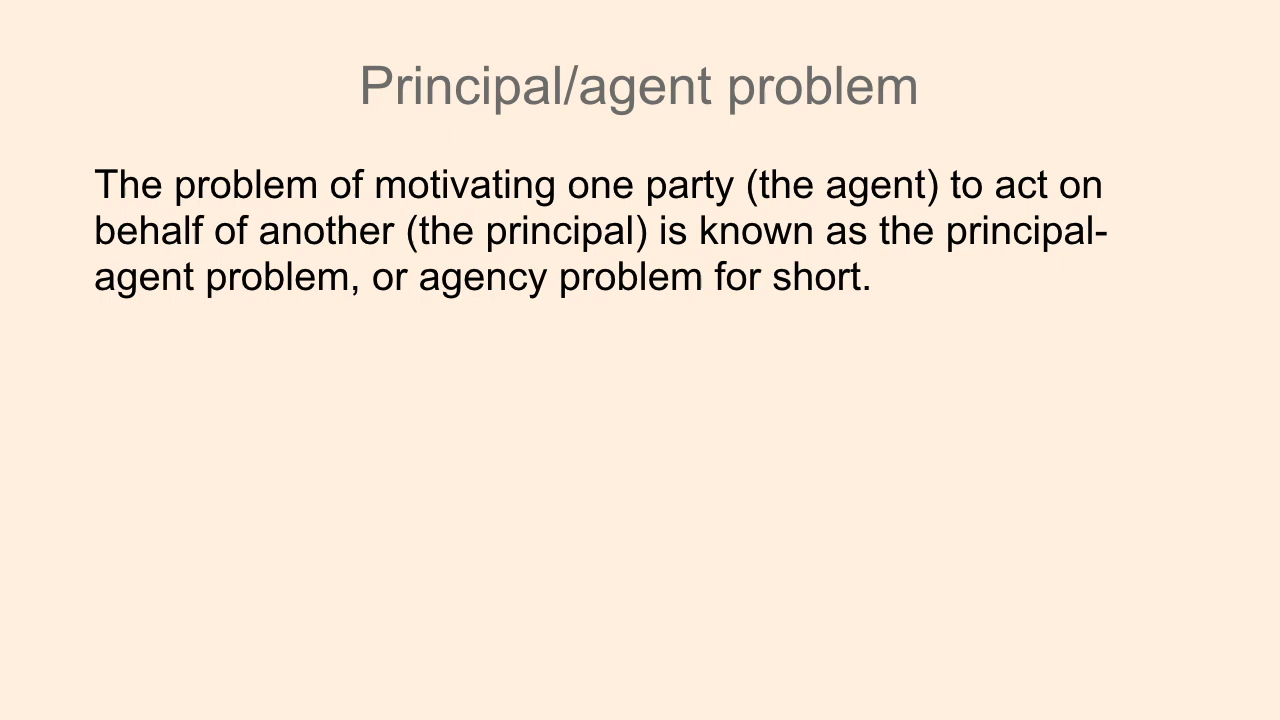 Principal/agent problem
The problem of motivating one party (the agent) to act on
behalf of another (the principal) is known as the principal-
agent problem, or agency problem for short.